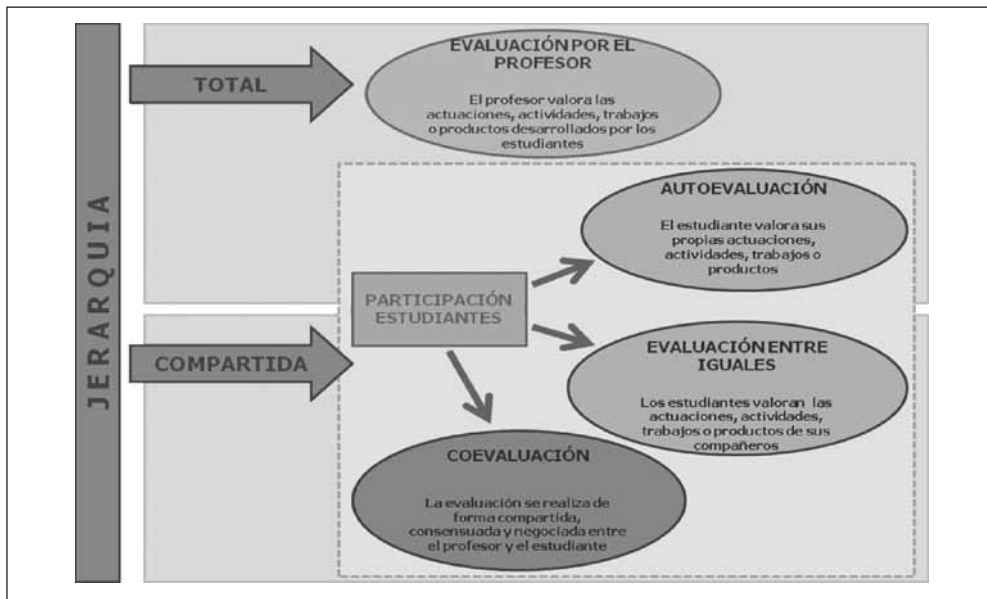 JERARQUIA
TOTAL
EVALUACIÓN POR EL
PROFESOR
El profesor valora las
actuaciones, actividades, trabajos
o productos desarrollados por los
estudiantes
AUTOEVALUACIÓN
El estudiante valora sus
propias actuaciones,
actividades, trabajos o
productos
PARTICIPACIÓN
ESTUDIANTES
COMPARTIDA
EVALUACIÓN ENTRE
IGUALES
Los estudiantes valoran las
actuaciones, actividades,
trabajos o productos de sus
compañeros
COEVALUACIÓN
La evaluación se realiza de
forma compartida,
consensuada y negociada entre
el profesor y el estudiante